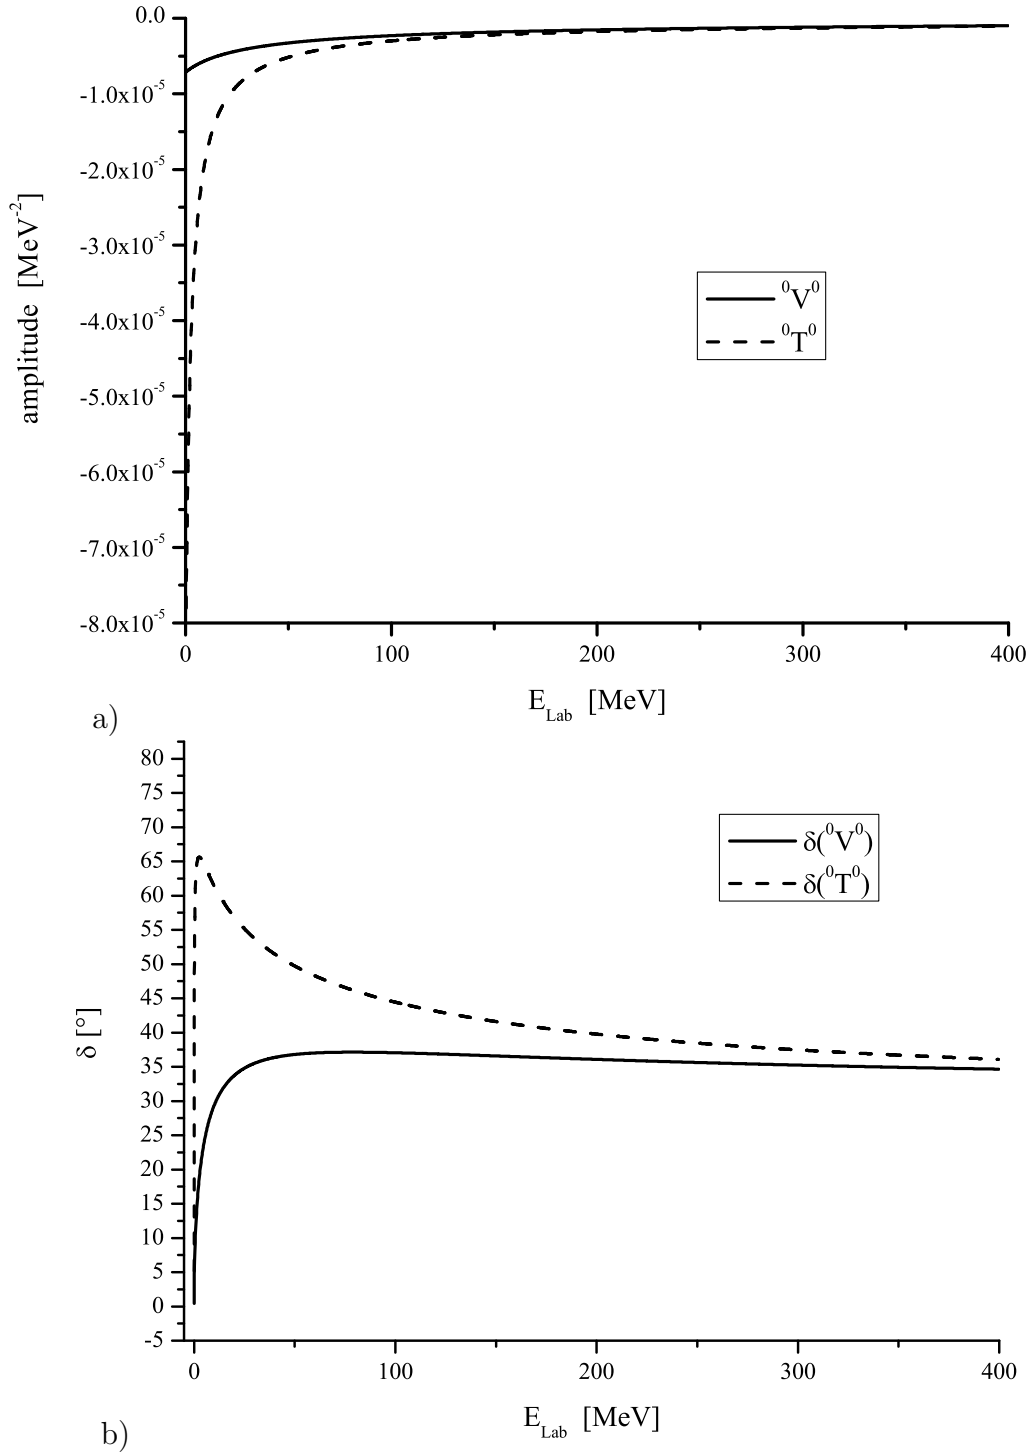 0.0
-1.0x10⁻⁵
-2.0x10⁻⁵
-3.0x10⁻⁵
-4.0x10⁻⁵
-5.0x10⁻⁵
-6.0x10⁻⁵
-7.0x10⁻⁵
-8.0x10⁻⁵
amplitude [MeV⁻²]
⁰V⁰
⁰T⁰
0 100 200 300 400
E_Lab [MeV]
a)
80
75
70
65
60
55
50
45
40
35
30
25
20
15
10
5
0
-5
δ [°]
δ(⁰V⁰)
δ(⁰T⁰)
0 100 200 300 400
E_Lab [MeV]
b)